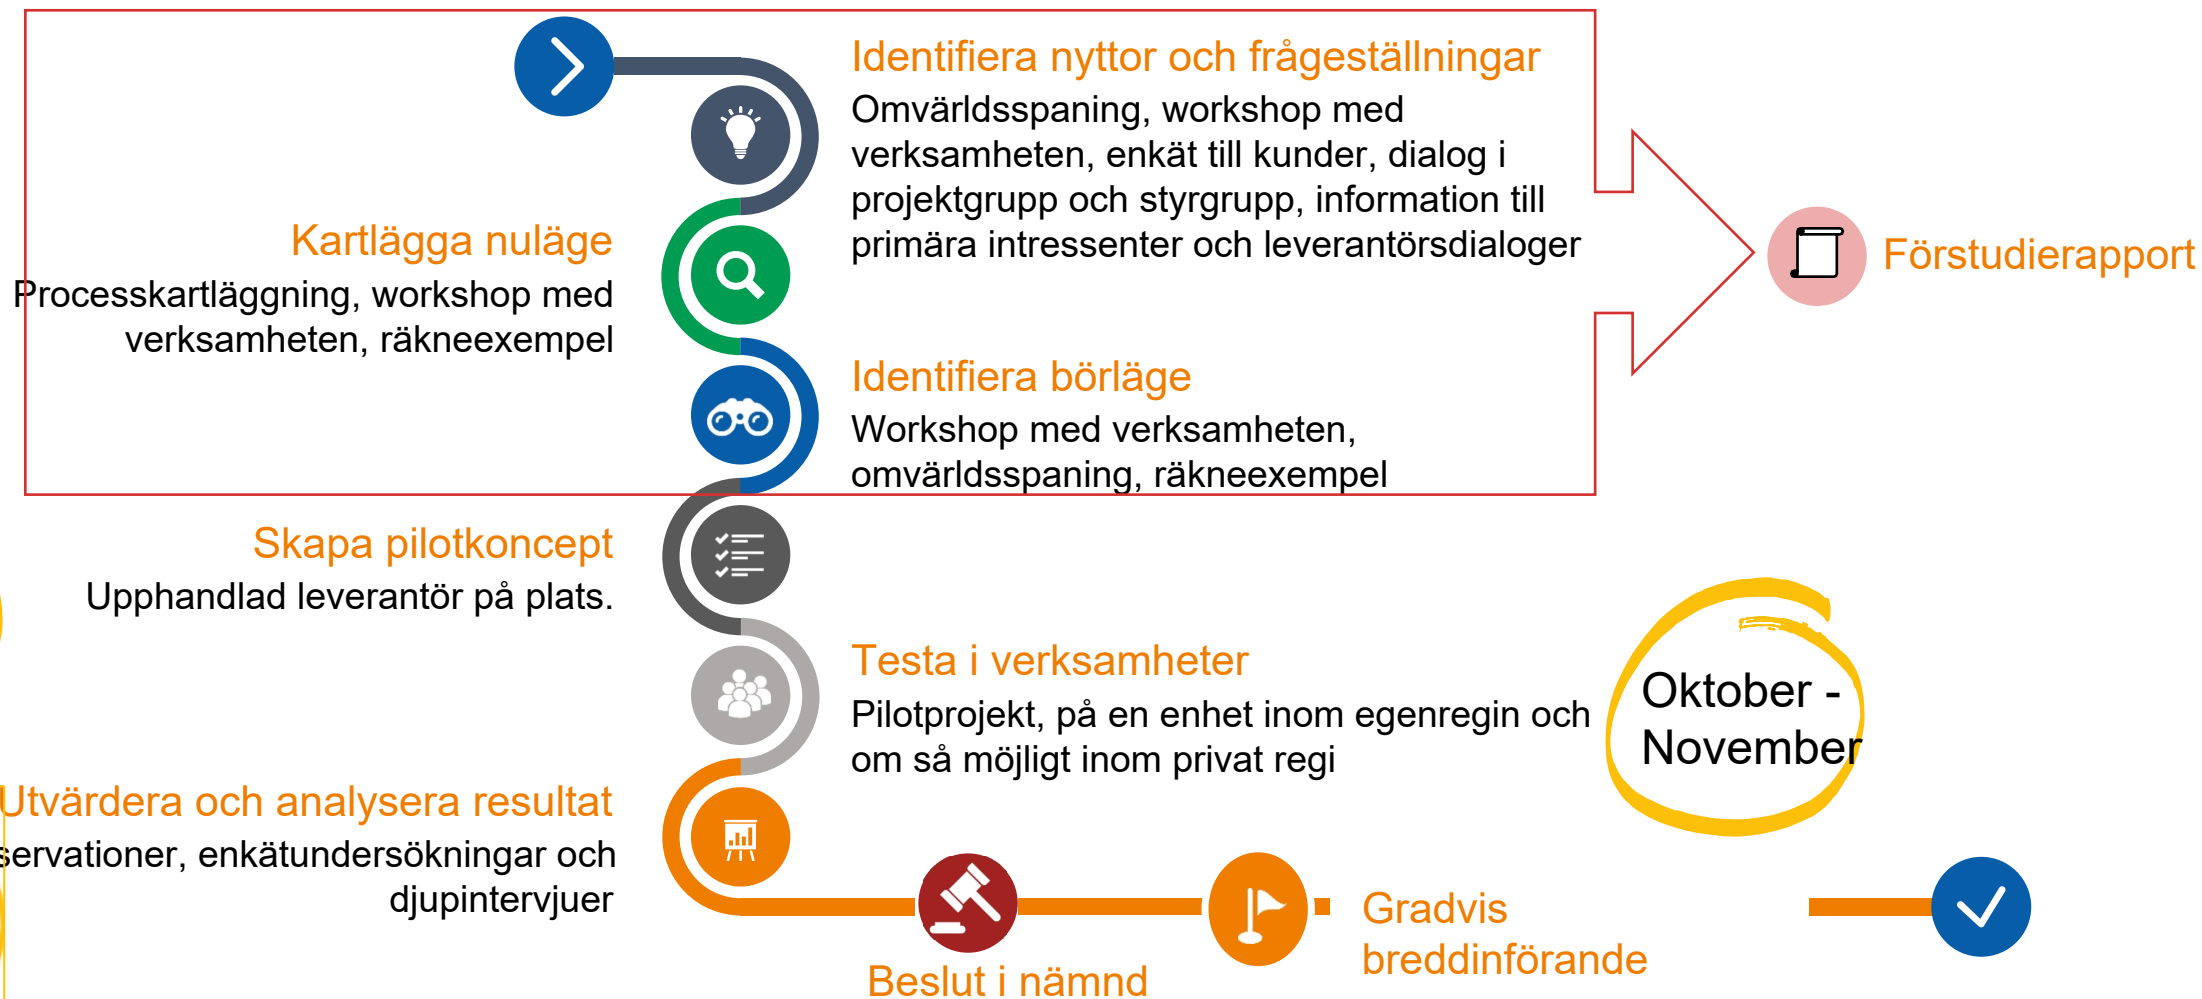 Identifiera nyttor och frågeställningar
Omvärldsspaning, workshop med
verksamheten, enkät till kunder, dialog i
projektgrupp och styrgrupp, information till
primära intressenter och leverantörsdialoger
Kartlägga nuläge
Processkartläggning, workshop med
verksamheten, räkneexempel
Förstudierapport
Identifiera börläge
Workshop med verksamheten,
omvärldsspaning, räkneexempel
Skapa pilotkoncept
Upphandlad leverantör på plats.
Testa i verksamheter
Pilotprojekt, på en enhet inom egenregin och
om så möjligt inom privat regi
Oktober -
November
Utvärdera och analysera resultat
servationer, enkätundersökningar och
djupintervjuer
Beslut i nämnd
Gradvis
breddinförande